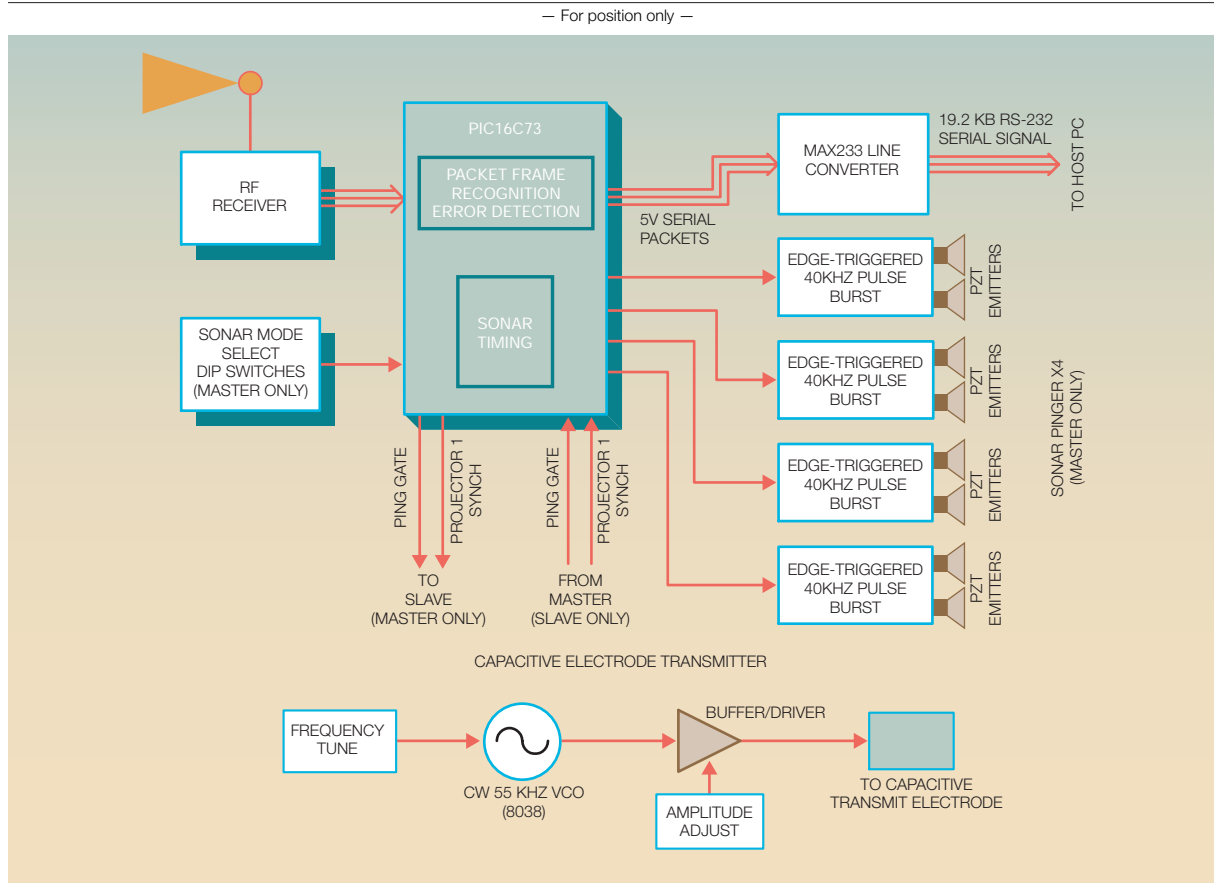 — For position only —
PIC16C73
PACKET FRAME
RECOGNITION
ERROR DETECTION
SONAR
TIMING
RF
RECEIVER
SONAR MODE
SELECT
DIP SWITCHES
(MASTER ONLY)
MAX233 LINE
CONVERTER
19.2 KB RS-232
SERIAL SIGNAL
TO HOST PC
5V SERIAL
PACKETS
EDGE-TRIGGERED
40KHZ PULSE
BURST
PZT
EMITTERS
EDGE-TRIGGERED
40KHZ PULSE
BURST
PZT
EMITTERS
EDGE-TRIGGERED
40KHZ PULSE
BURST
PZT
EMITTERS
EDGE-TRIGGERED
40KHZ PULSE
BURST
PZT
EMITTERS
SONAR PINGER X4
(MASTER ONLY)
PING GATE
PROJECTOR 1
SYNCH
PING GATE
PROJECTOR 1
SYNCH
TO
SLAVE
(MASTER ONLY)
FROM
MASTER
(SLAVE ONLY)
CAPACITIVE ELECTRODE TRANSMITTER
FREQUENCY
TUNE
CW 55 KHZ VCO
(8038)
BUFFER/DRIVER
AMPLITUDE
ADJUST
TO CAPACITIVE
TRANSMIT ELECTRODE